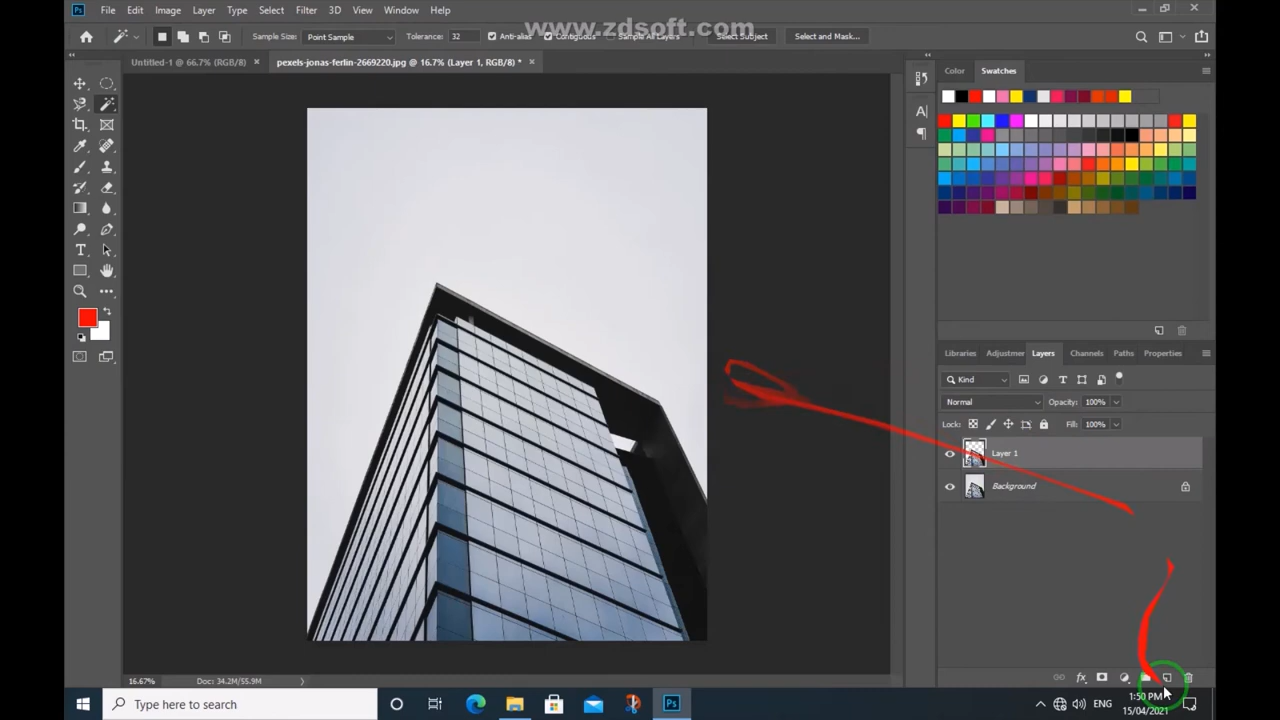 Ps File Edit Image Layer Type Select Filter 3D View Window Help
www.zdsoft.com
Sample Size: Point Sample Tolerance: 32 Anti-alias Contiguous Sample All Layers Select Subject Select and Mask...
Untitled-1 @ 66.7% (RGB/8) × pexels-jonas-ferlin-2669220.jpg @ 16.7% (Layer 1, RGB/8) * ×
Color Swatches
A
T
Libraries Adjustmer Layers Channels Paths Properties
Kind
Normal Opacity: 100%
Lock: Fill: 100%
Layer 1
Background
fx
16.67% Doc: 34.2M/55.9M
Type here to search
Ps
ENG
1:50 PM
15/04/2021